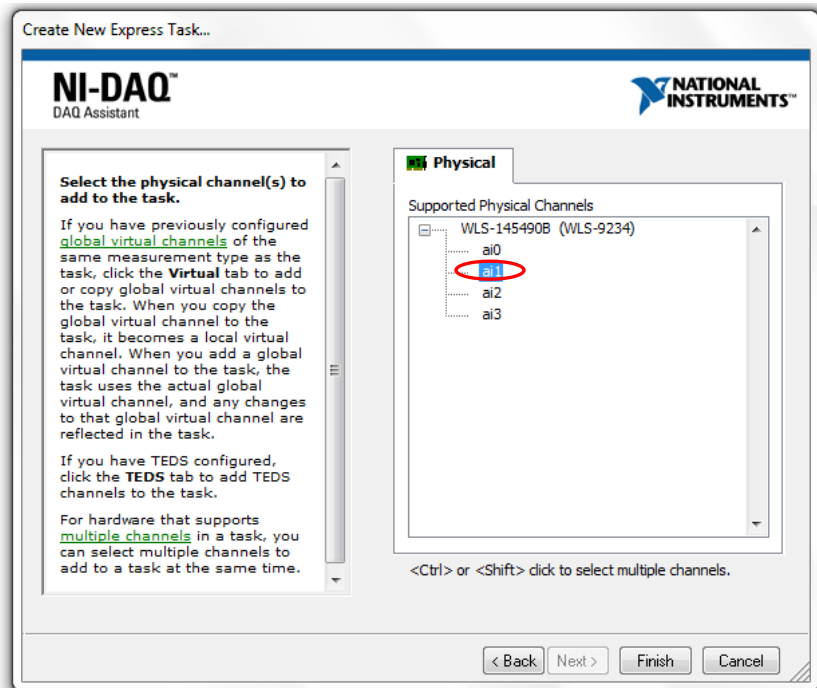 Create New Express Task...
NI-DAQ™
DAQ Assistant
NATIONAL
INSTRUMENTS™
Select the physical channel(s) to
add to the task.
If you have previously configured
global virtual channels of the
same measurement type as the
task, click the Virtual tab to add
or copy global virtual channels to
the task. When you copy the
global virtual channel to the
task, it becomes a local virtual
channel. When you add a global
virtual channel to the task, the
task uses the actual global
virtual channel, and any changes
to that global virtual channel are
reflected in the task.
If you have TEDS configured,
click the TEDS tab to add TEDS
channels to the task.
For hardware that supports
multiple channels in a task, you
can select multiple channels to
add to a task at the same time.
Physical
Supported Physical Channels
WLS-145490B (WLS-9234)
ai0
ai1
ai2
ai3
<Ctrl> or <Shift> click to select multiple channels.
< Back
Next >
Finish
Cancel